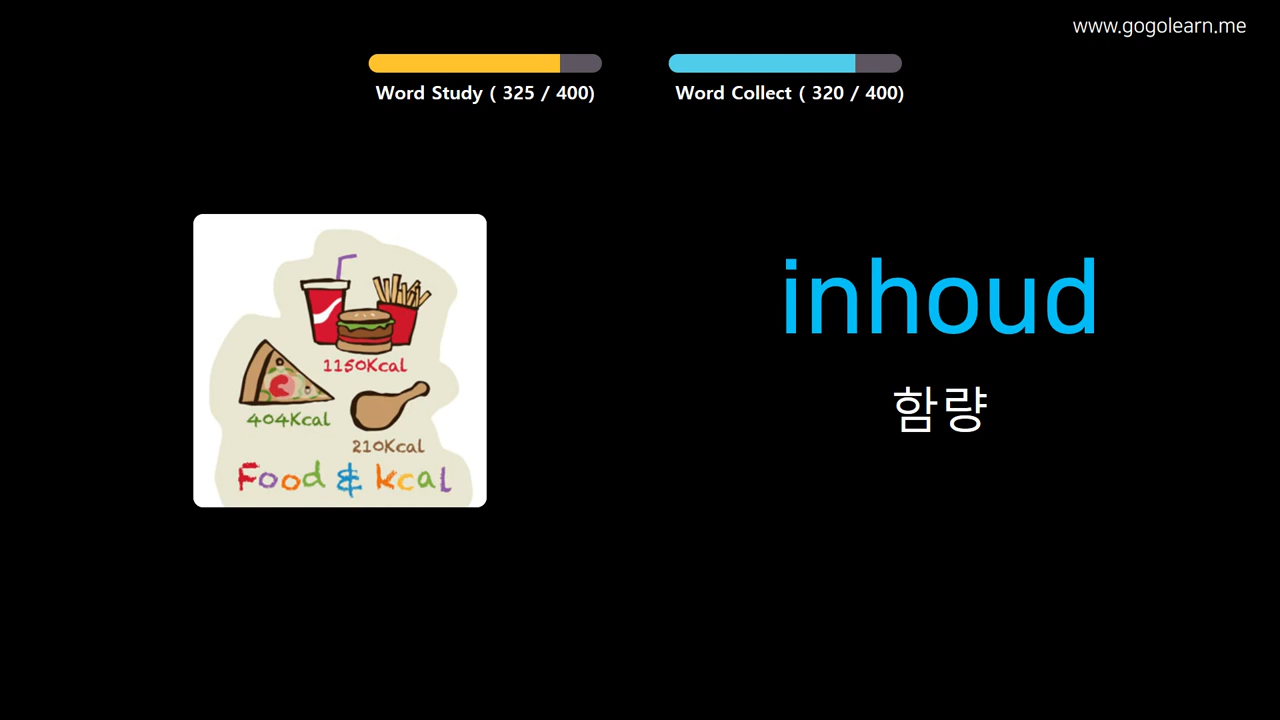 www.gogolearn.me
Word Study ( 325 / 400)
Word Collect ( 320 / 400)
1150Kcal
404Kcal
210Kcal
Food & kcal
inhoud
함량